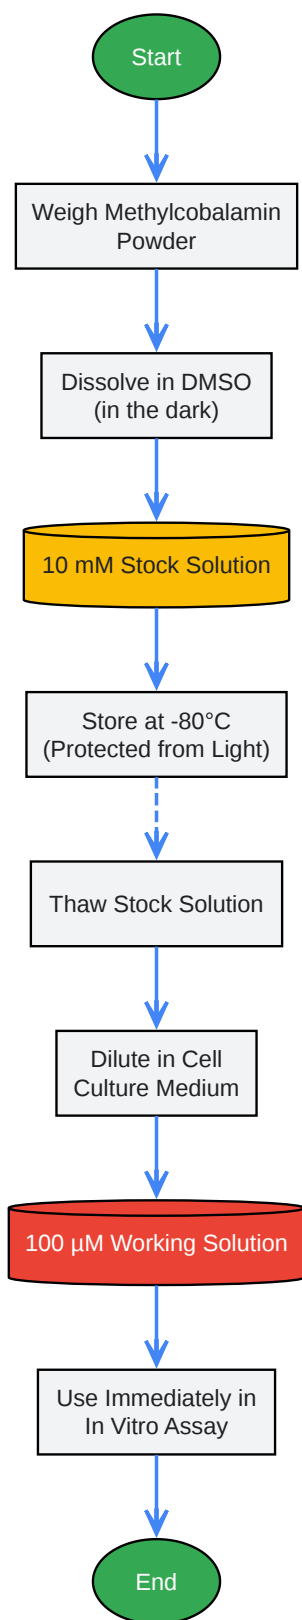 Start
Weigh Methylcobalamin
Powder
Dissolve in DMSO
(in the dark)
10 mM Stock Solution
Store at -80°C
(Protected from Light)
Thaw Stock Solution
Dilute in Cell
Culture Medium
100 µM Working Solution
Use Immediately in
In Vitro Assay
End